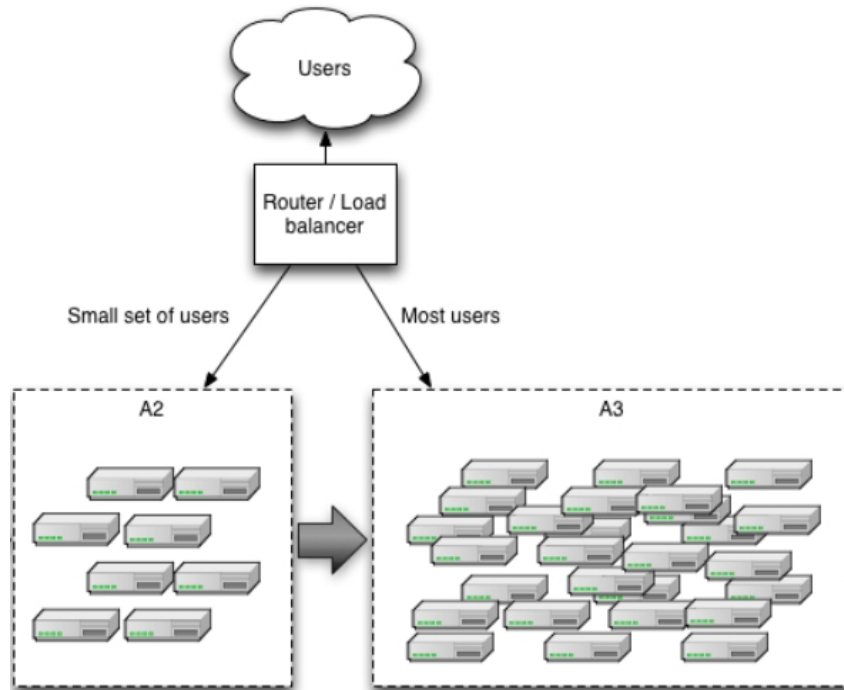 Users
Router / Load
balancer
Small set of users
Most users
A2
A3